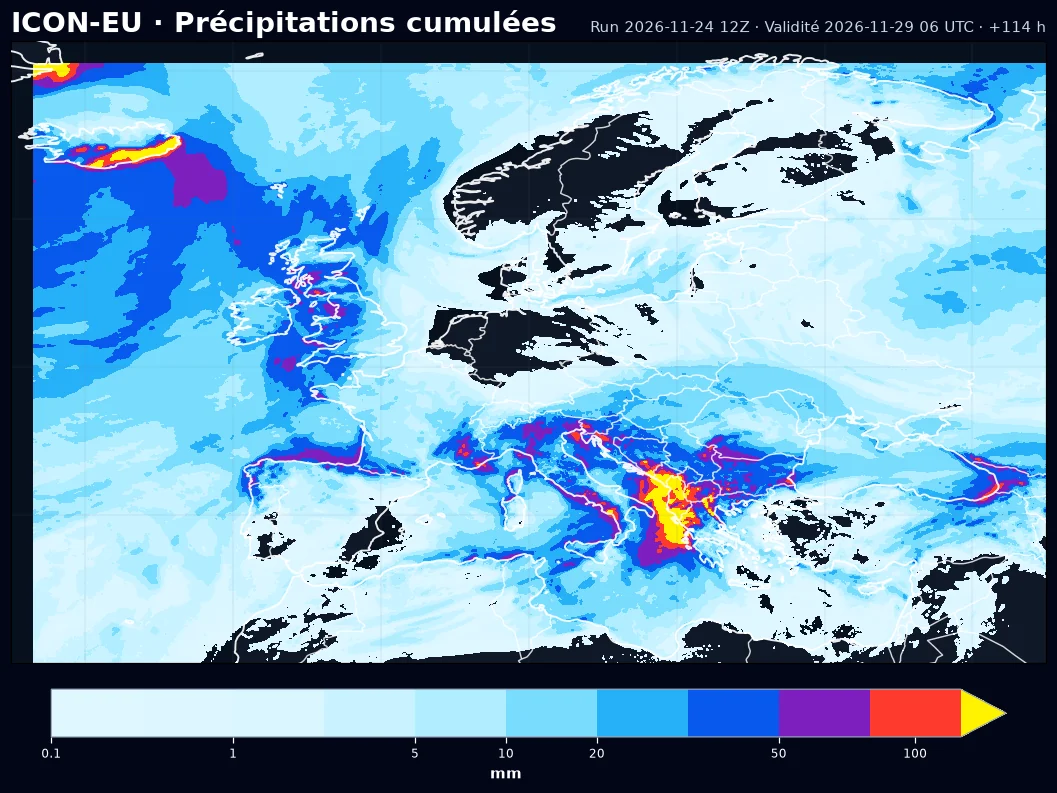 ICON-EU · Précipitations cumulées
Run 2026-11-24 12Z · Validité 2026-11-29 06 UTC · +114 h
0.1 1 5 10 20 50 100
mm